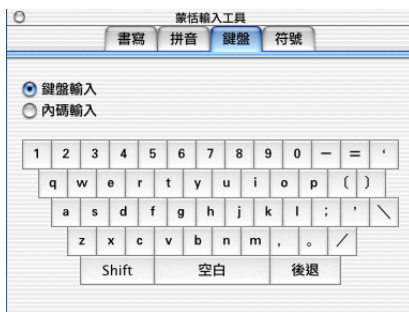 蒙恬輸入工具
書寫 拼音 鍵盤 符號
鍵盤輸入
內碼輸入
1 2 3 4 5 6 7 8 9 0 − = ‘
q w e r t y u i o p ( )
a s d f g h j k l ; ’ \
z x c v b n m , 。 /
Shift 空白 後退